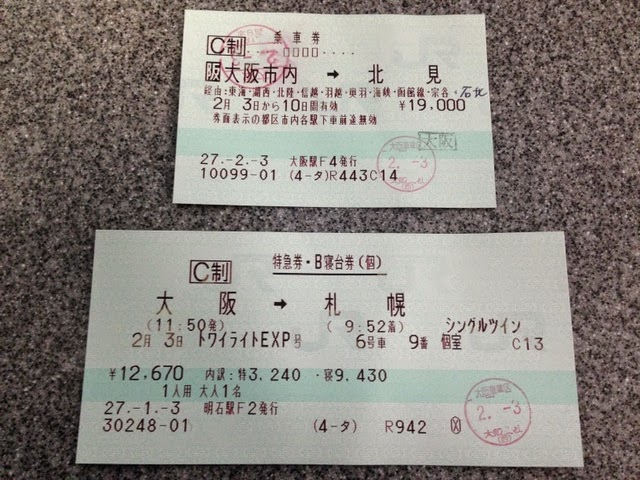 C制 乗車券
阪大阪市内 → 北見
経由:東海・湖西・北陸・信越・羽越・奥羽・海峡・函館線・宗谷・石北
2月 3日から10日間有効 ¥19,000
券面表示の都区市内各駅下車前途無効
大阪
27.-2.-3 大阪駅F4発行
2.-3
10099-01 (4-タ)R443C14
C制 特急券・B寝台券(個)
大阪 → 札幌
(11:50発) (9:52着) シングルツイン
2月 3日 トワイライトEXP号 6号車 9番 個室 C13
¥12,670 内訳:特3,240・寝9,430
1人用 大人1名
27.-1.-3 明石駅F2発行
2.-3
30248-01 (4-タ) R942 X